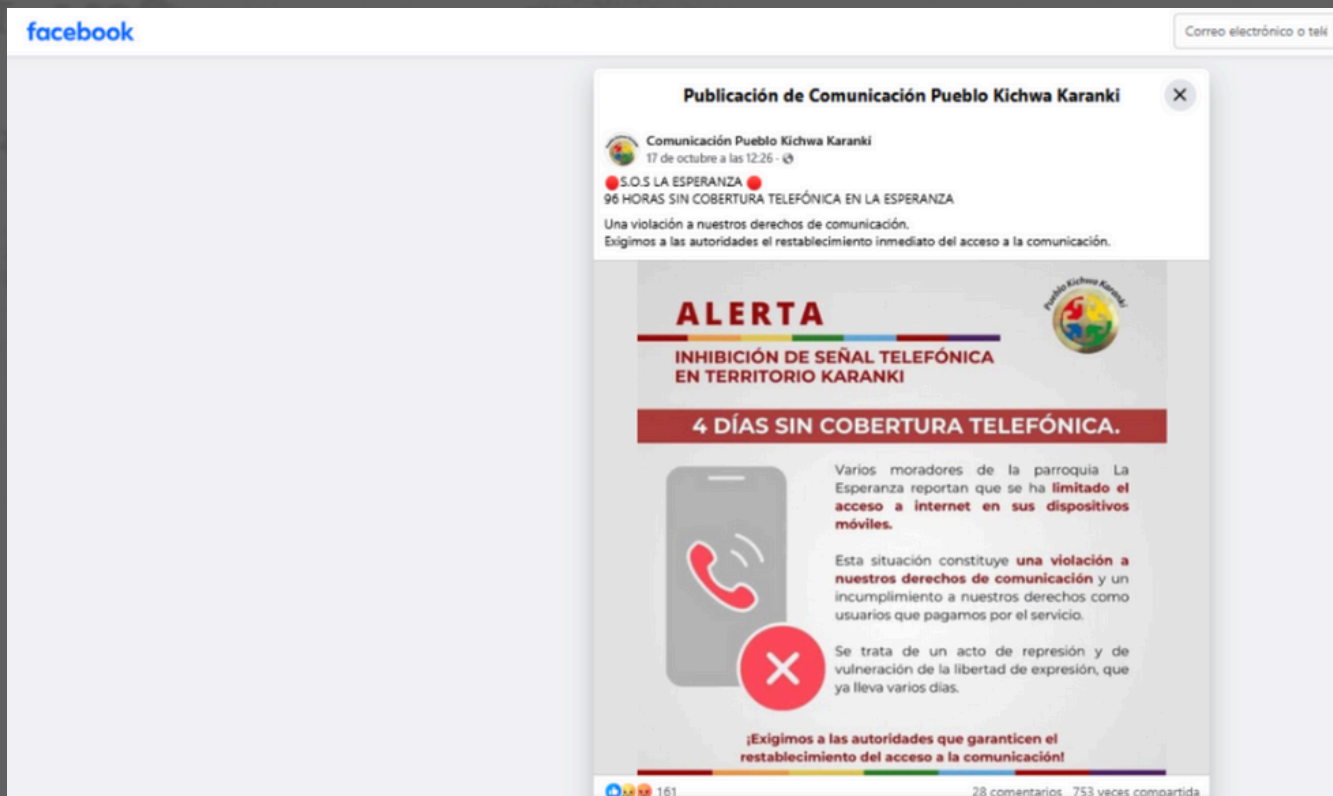 facebook
Correo electrónico o telé
Publicación de Comunicación Pueblo Kichwa Karanki
Comunicación Pueblo Kichwa Karanki
17 de octubre a las 12:26 ·
🔴S.O.S LA ESPERANZA 🔴
96 HORAS SIN COBERTURA TELEFÓNICA EN LA ESPERANZA
Una violación a nuestros derechos de comunicación.
Exigimos a las autoridades el restablecimiento inmediato del acceso a la comunicación.
Pueblo Kichwa Karanki
ALERTA
INHIBICIÓN DE SEÑAL TELEFÓNICA
EN TERRITORIO KARANKI
4 DÍAS SIN COBERTURA TELEFÓNICA.
Varios moradores de la parroquia La
Esperanza reportan que se ha limitado el
acceso a internet en sus dispositivos
móviles.
Esta situación constituye una violación a
nuestros derechos de comunicación y un
incumplimiento a nuestros derechos como
usuarios que pagamos por el servicio.
Se trata de un acto de represión y de
vulneración de la libertad de expresión, que
ya lleva varios días.
¡Exigimos a las autoridades que garanticen el
restablecimiento del acceso a la comunicación!
161
28 comentarios 753 veces compartida